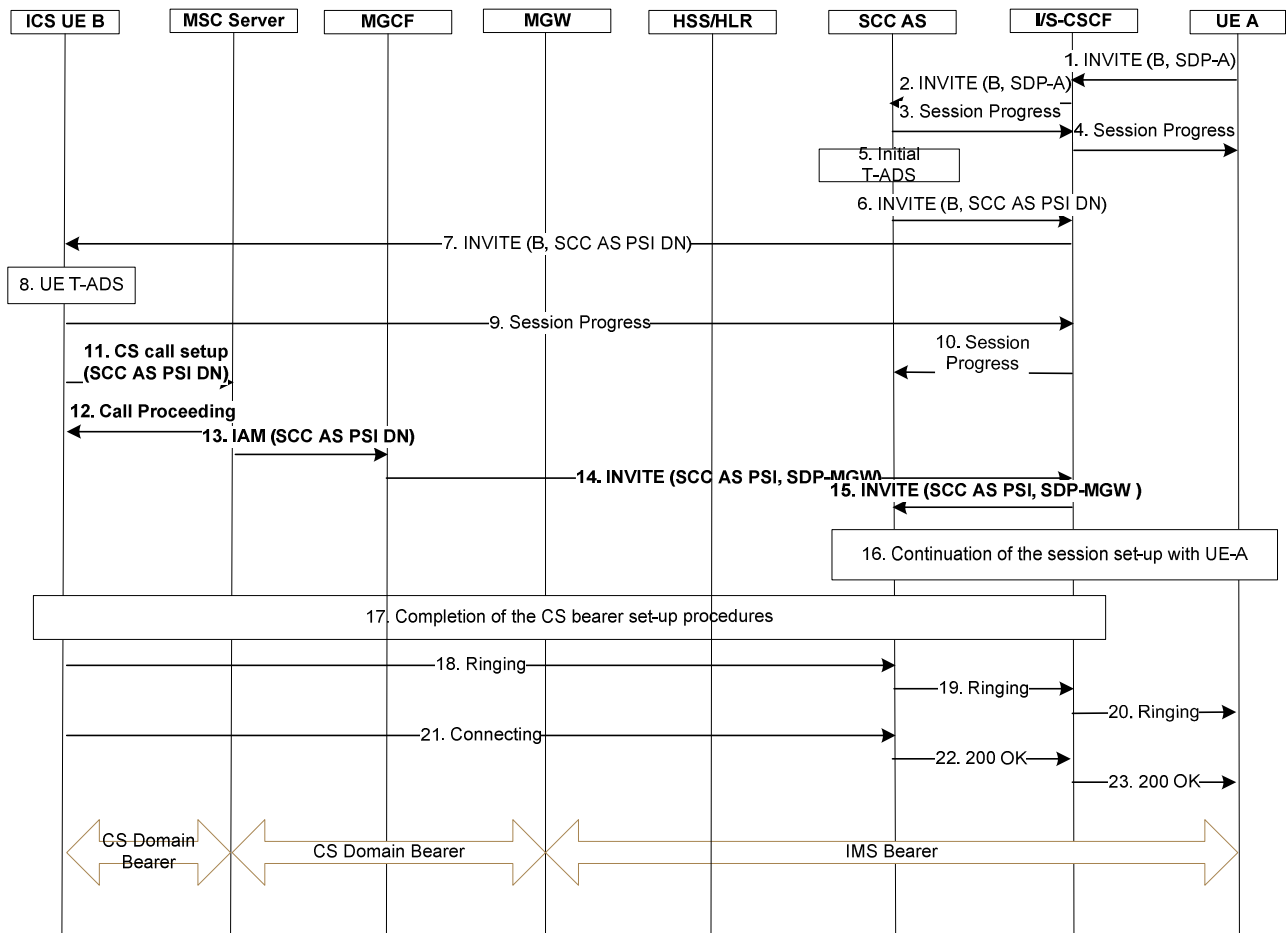 ICS UE B
MSC Server
MGCF
MGW
HSS/HLR
SCC AS
I/S-CSCF
UE A
1. INVITE (B, SDP-A)
2. INVITE (B, SDP-A)
3. Session Progress
4. Session Progress
5. Initial
T-ADS
6. INVITE (B, SCC AS PSI DN)
7. INVITE (B, SCC AS PSI DN)
8. UE T-ADS
9. Session Progress
10. Session
Progress
11. CS call setup
(SCC AS PSI DN)
12. Call Proceeding
13. IAM (SCC AS PSI DN)
14. INVITE (SCC AS PSI, SDP-MGW)
15. INVITE (SCC AS PSI, SDP-MGW )
16. Continuation of the session set-up with UE-A
17. Completion of the CS bearer set-up procedures
18. Ringing
19. Ringing
20. Ringing
21. Connecting
22. 200 OK
23. 200 OK
CS Domain
Bearer
CS Domain Bearer
IMS Bearer